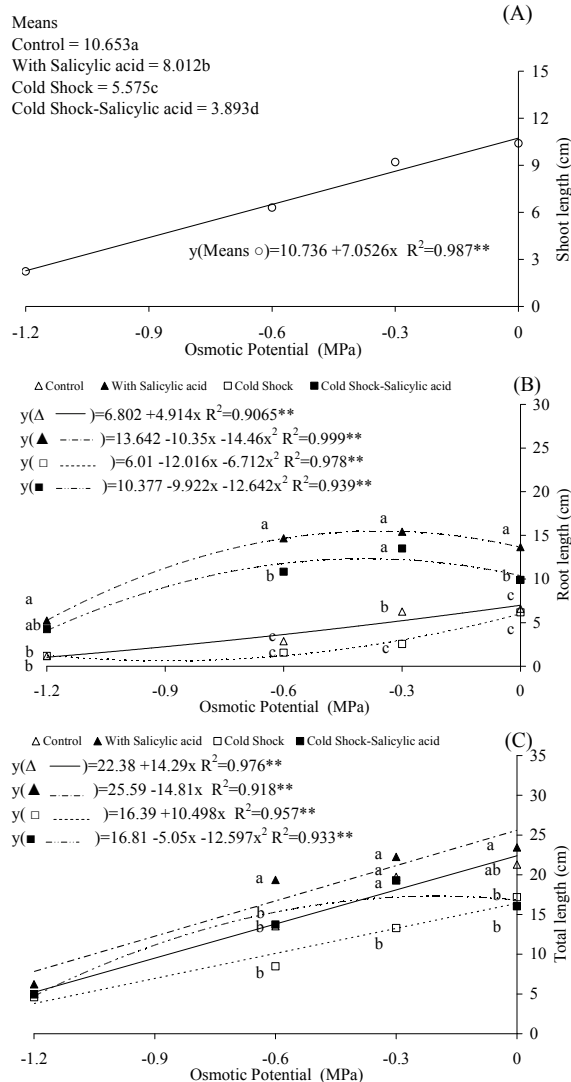 (A)
Means
Control = 10.653a
With Salicylic acid = 8.012b
Cold Shock = 5.575c
Cold Shock-Salicylic acid = 3.893d
15
12
9
6
3
0
Shoot length (cm)
y(Means ○)=10.736 +7.0526x R²=0.987**
-1.2 -0.9 -0.6 -0.3 0
Osmotic Potential (MPa)
△ Control ▲ With Salicylic acid □ Cold Shock ■ Cold Shock-Salicylic acid
(B)
y(Δ )=6.802 +4.914x R²=0.9065**
y( ▲ )=13.642 -10.35x -14.46x² R²=0.999**
y( □ )=6.01 -12.016x -6.712x² R²=0.978**
y( ■ )=10.377 -9.922x -12.642x² R²=0.939**
30
25
20
15
10
5
0
Root length (cm)
a a a
a
b b
a c b c
ab
b c c c
b
-1.2 -0.9 -0.6 -0.3 0
Osmotic Potential (MPa)
(C)
△ Control ▲ With Salicylic acid □ Cold Shock ■ Cold Shock-Salicylic acid
y(Δ )=22.38 +14.29x R²=0.976**
y( ▲ )=25.59 -14.81x R²=0.918**
y( □ )=16.39 +10.498x R²=0.957**
y( ■ )=16.81 -5.05x -12.597x² R²=0.933**
35
30
25
20
15
10
5
0
Total length (cm)
a a a
a a ab
b b
b b b
b
-1.2 -0.9 -0.6 -0.3 0
Osmotic Potential (MPa)